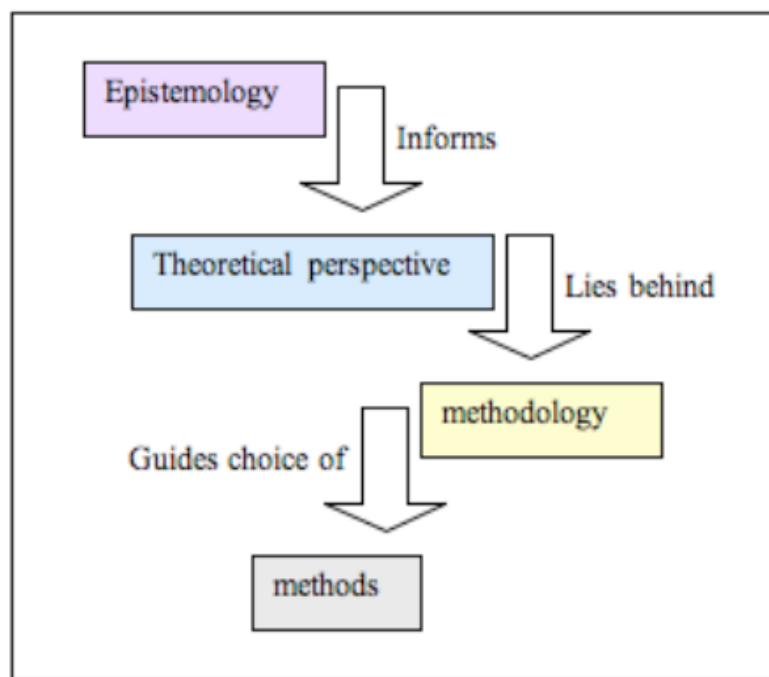 Epistemology
Informs
Theoretical perspective
Lies behind
methodology
Guides choice of
methods